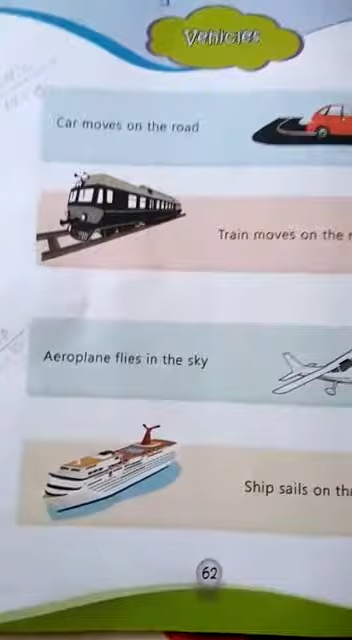 Vehicles
Car moves on the road
Train moves on the
Aeroplane flies in the sky
Ship sails on
62